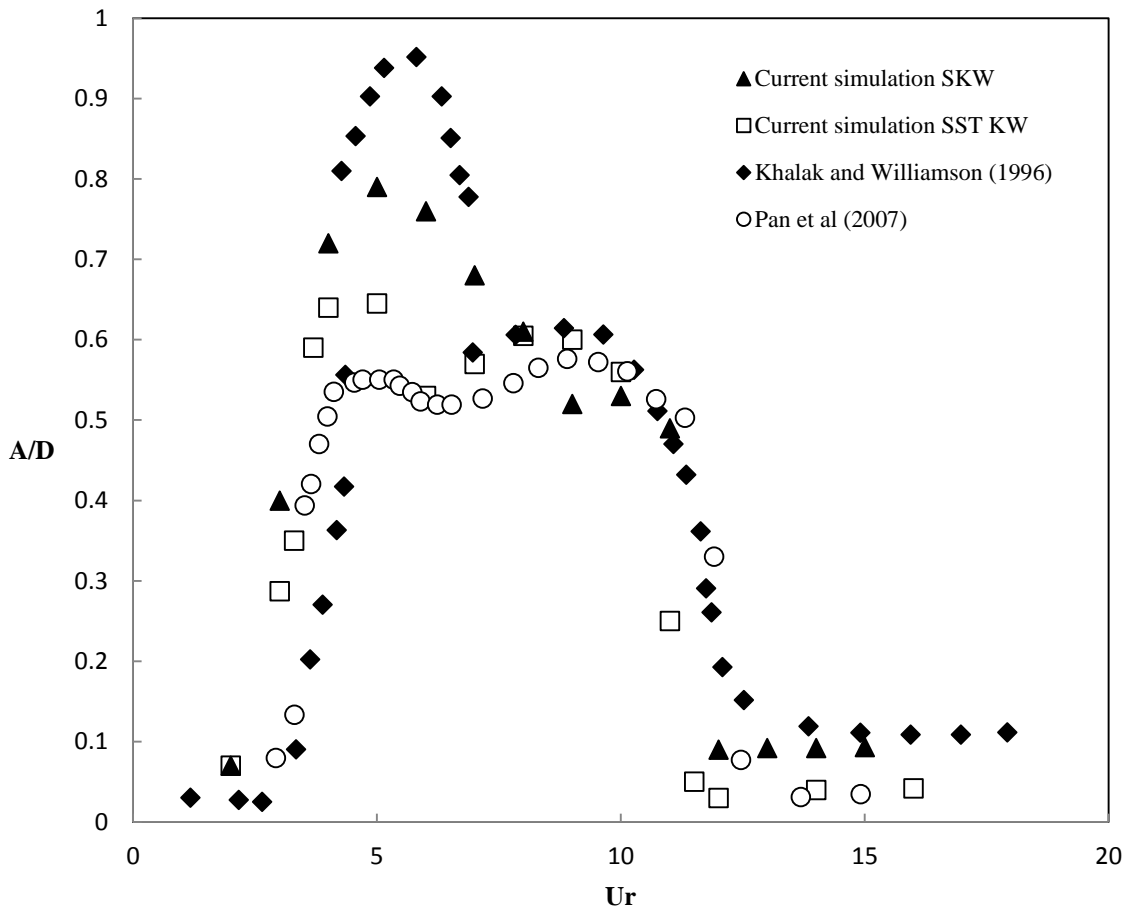 1
0.9
0.8
0.7
0.6
0.5
0.4
0.3
0.2
0.1
0
A/D
Current simulation SKW
Current simulation SST KW
Khalak and Williamson (1996)
Pan et al (2007)
0 5 10 15 20
Ur